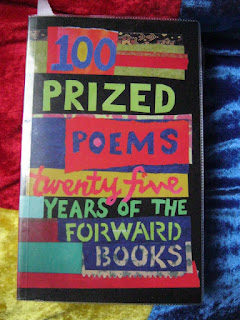 100
PRIZED
POEMS
twenty five
YEARS OF THE
FORWARD
BOOKS